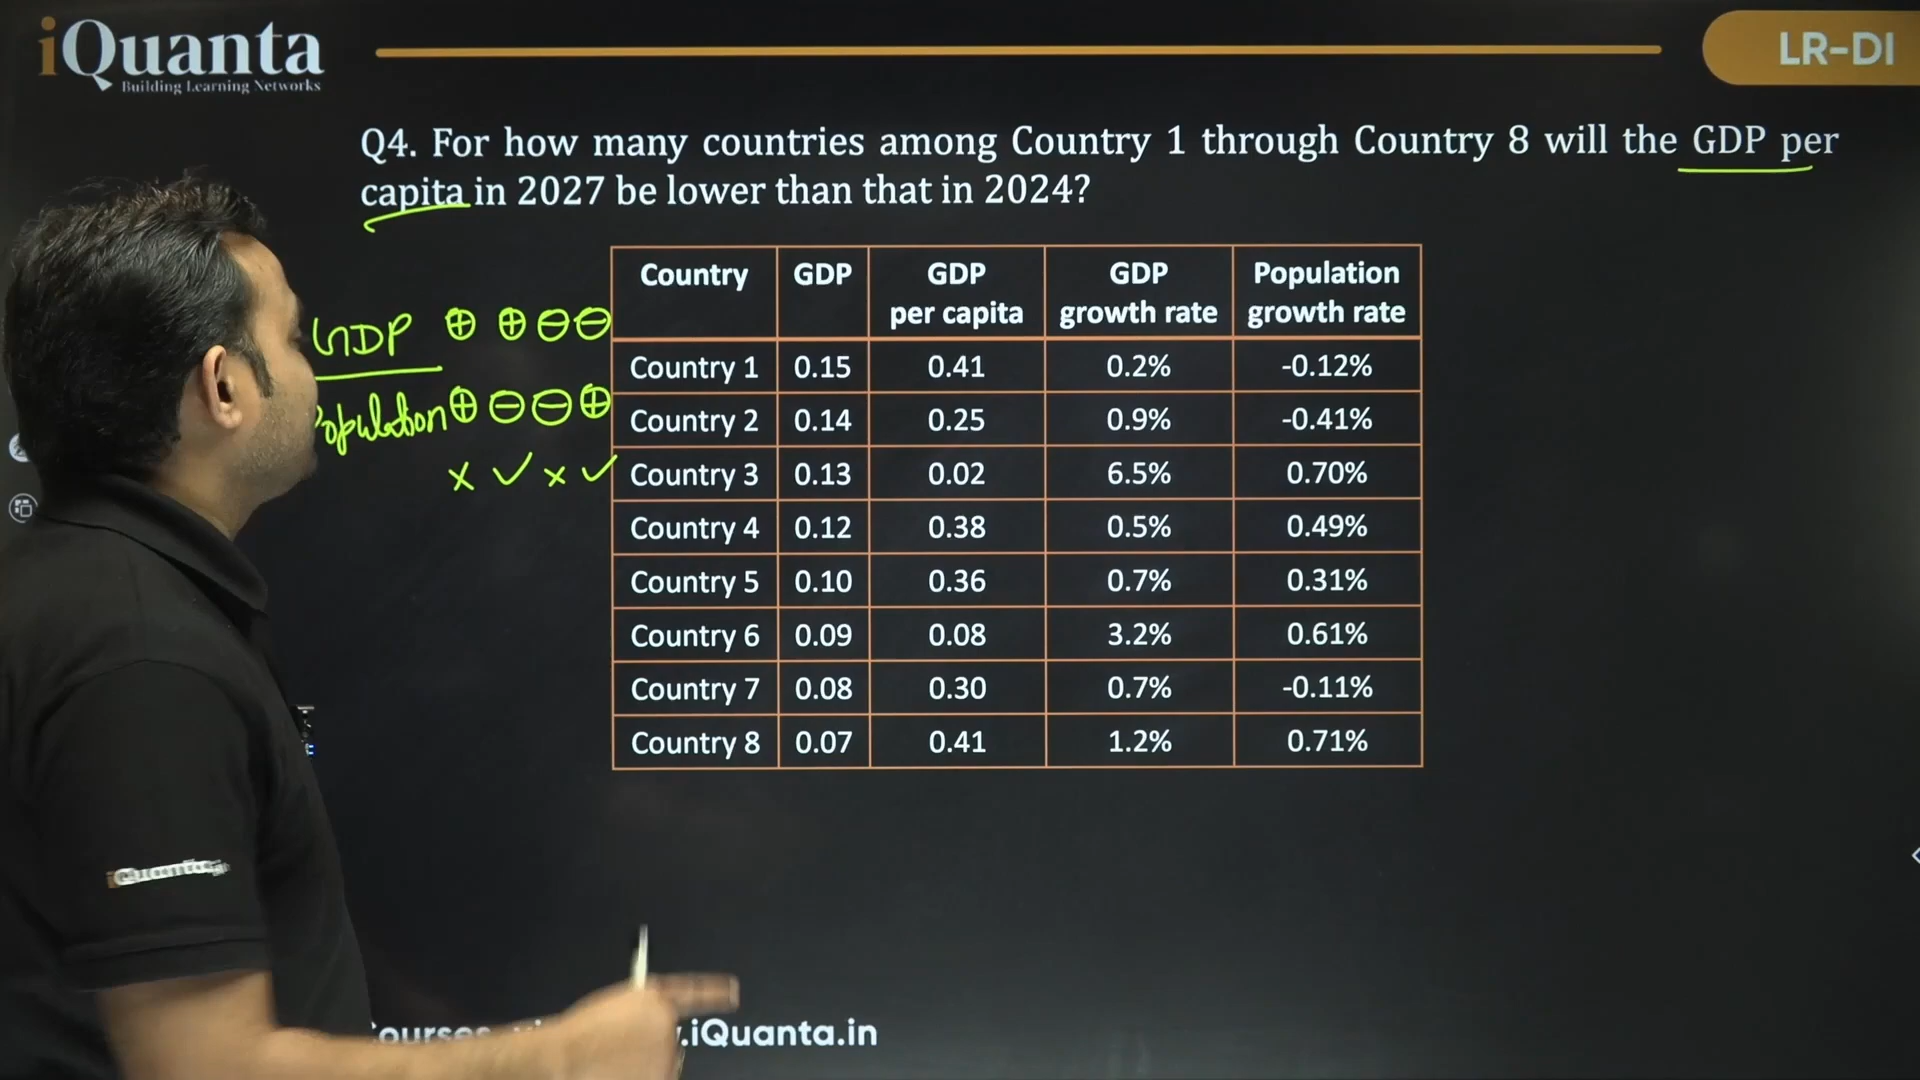 iQuanta
Building Learning Networks
LR-DI
Q4. For how many countries among Country 1 through Country 8 will the GDP per
capita in 2027 be lower than that in 2024?
GDP ⊕ ⊕ ⊖ ⊖
Population ⊕ ⊖ ⊖ ⊕
× ✓ × ✓
Country GDP GDP per capita GDP growth rate Population growth rate
Country 1 0.15 0.41 0.2% -0.12%
Country 2 0.14 0.25 0.9% -0.41%
Country 3 0.13 0.02 6.5% 0.70%
Country 4 0.12 0.38 0.5% 0.49%
Country 5 0.10 0.36 0.7% 0.31%
Country 6 0.09 0.08 3.2% 0.61%
Country 7 0.08 0.30 0.7% -0.11%
Country 8 0.07 0.41 1.2% 0.71%
iQuanta
.iQuanta.in